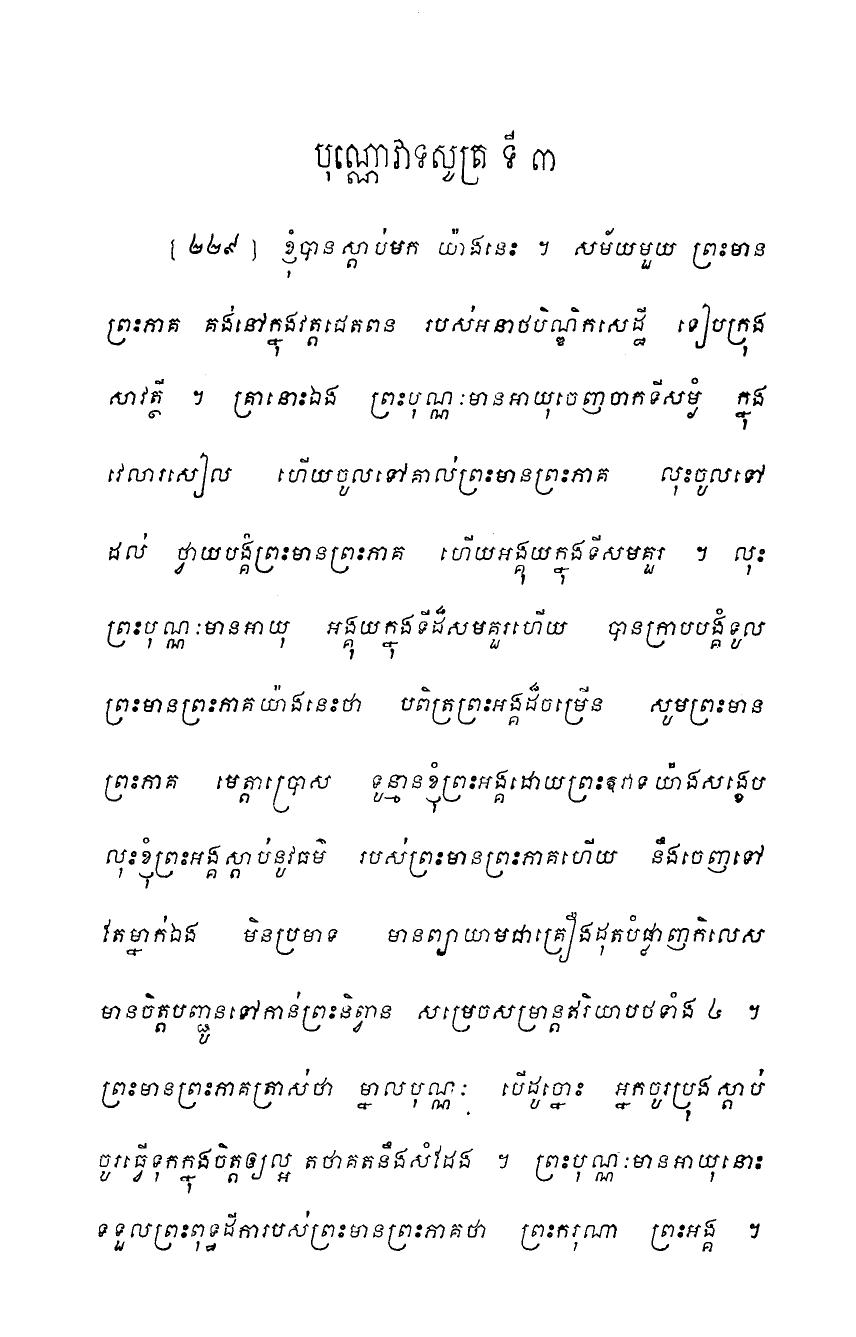 បុណ្ណោវាទសូត្រ ទី ៣
[ ២២៩ ] ខ្ញុំបានស្តាប់មក យ៉ាងនេះ ។ សម័យមួយ ព្រះមាន
ព្រះភាគ គង់នៅក្នុងវត្តជេតពន របស់អនាថបិណ្ឌិកសេដ្ឋី ទៀបក្រុង
សាវត្ថី ។ គ្រានោះឯង ព្រះបុណ្ណៈមានអាយុចេញចាកទីសម្ងំ ក្នុង
វេលារសៀល ហើយចូលទៅគាល់ព្រះមានព្រះភាគ លុះចូលទៅ
ដល់ ថ្វាយបង្គំព្រះមានព្រះភាគ ហើយអង្គុយក្នុងទីសមគួរ ។ លុះ
ព្រះបុណ្ណៈមានអាយុ អង្គុយក្នុងទីដ៏សមគួរហើយ បានក្រាបបង្គំទូល
ព្រះមានព្រះភាគយ៉ាងនេះថា បពិត្រព្រះអង្គដ៏ចម្រើន សូមព្រះមាន
ព្រះភាគ មេត្តាប្រោស ទូន្មានខ្ញុំព្រះអង្គដោយព្រះឱវាទ យ៉ាងសង្ខេប
លុះខ្ញុំព្រះអង្គស្តាប់នូវធម៌ របស់ព្រះមានព្រះភាគហើយ នឹងចេញទៅ
តែម្នាក់ឯង មិនប្រមាទ មានព្យាយាមជាគ្រឿងដុតបំផ្លាញកិលេស
មានចិត្តបញ្ជូនទៅកាន់ព្រះនិព្វាន សម្រេចសម្រាន្តឥរិយាបថទាំង ៤ ។
ព្រះមានព្រះភាគត្រាស់ថា ម្នាលបុណ្ណៈ បើដូច្នោះ អ្នកចូរប្រុងស្តាប់
ចូរធ្វើទុកក្នុងចិត្តឲ្យល្អ តថាគតនឹងសំដែង ។ ព្រះបុណ្ណៈមានអាយុនោះ
ទទួលព្រះពុទ្ធដីការបស់ព្រះមានព្រះភាគថា ព្រះករុណា ព្រះអង្គ ។